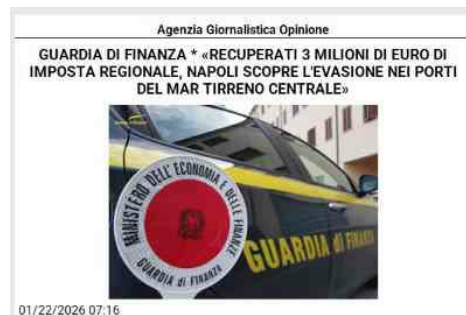 Agenzia Giornalistica Opinione
GUARDIA DI FINANZA * «RECUPERATI 3 MILIONI DI EURO DI
IMPOSTA REGIONALE, NAPOLI SCOPRE L'EVASIONE NEI PORTI
DEL MAR TIRRENO CENTRALE»
MINISTERO DELL'ECONOMIA E DELLE FINANZE
GUARDIA di FINANZA
GUARDIA di FINANZA
01/22/2026 07:16